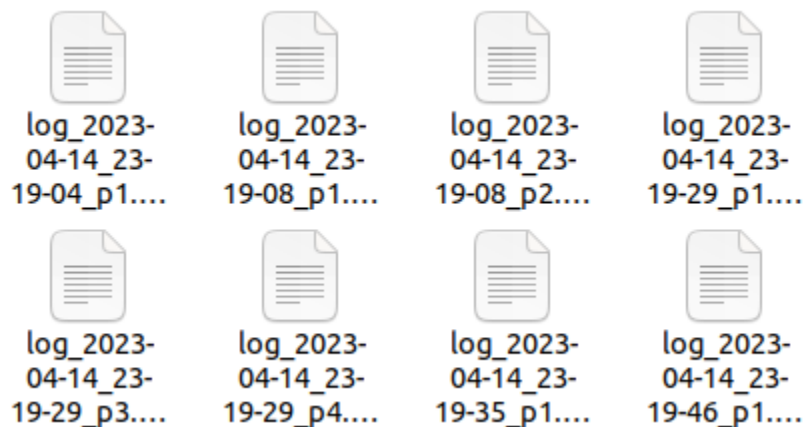 log_2023-
04-14_23-
19-04_p1....
log_2023-
04-14_23-
19-08_p1....
log_2023-
04-14_23-
19-08_p2....
log_2023-
04-14_23-
19-29_p1....
log_2023-
04-14_23-
19-29_p3....
log_2023-
04-14_23-
19-29_p4....
log_2023-
04-14_23-
19-35_p1....
log_2023-
04-14_23-
19-46_p1....